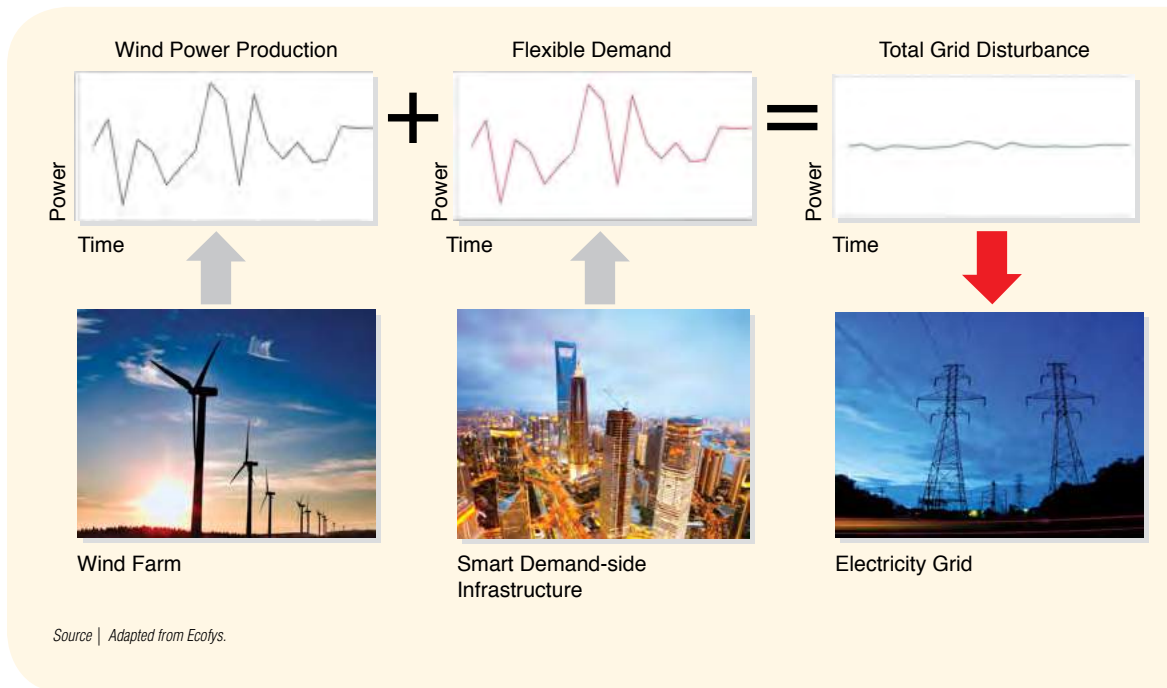 Wind Power Production
Flexible Demand
Total Grid Disturbance
+
=
Power
Power
Power
Time
Time
Time
Wind Farm
Smart Demand-side
Infrastructure
Electricity Grid
Source | Adapted from Ecofys.